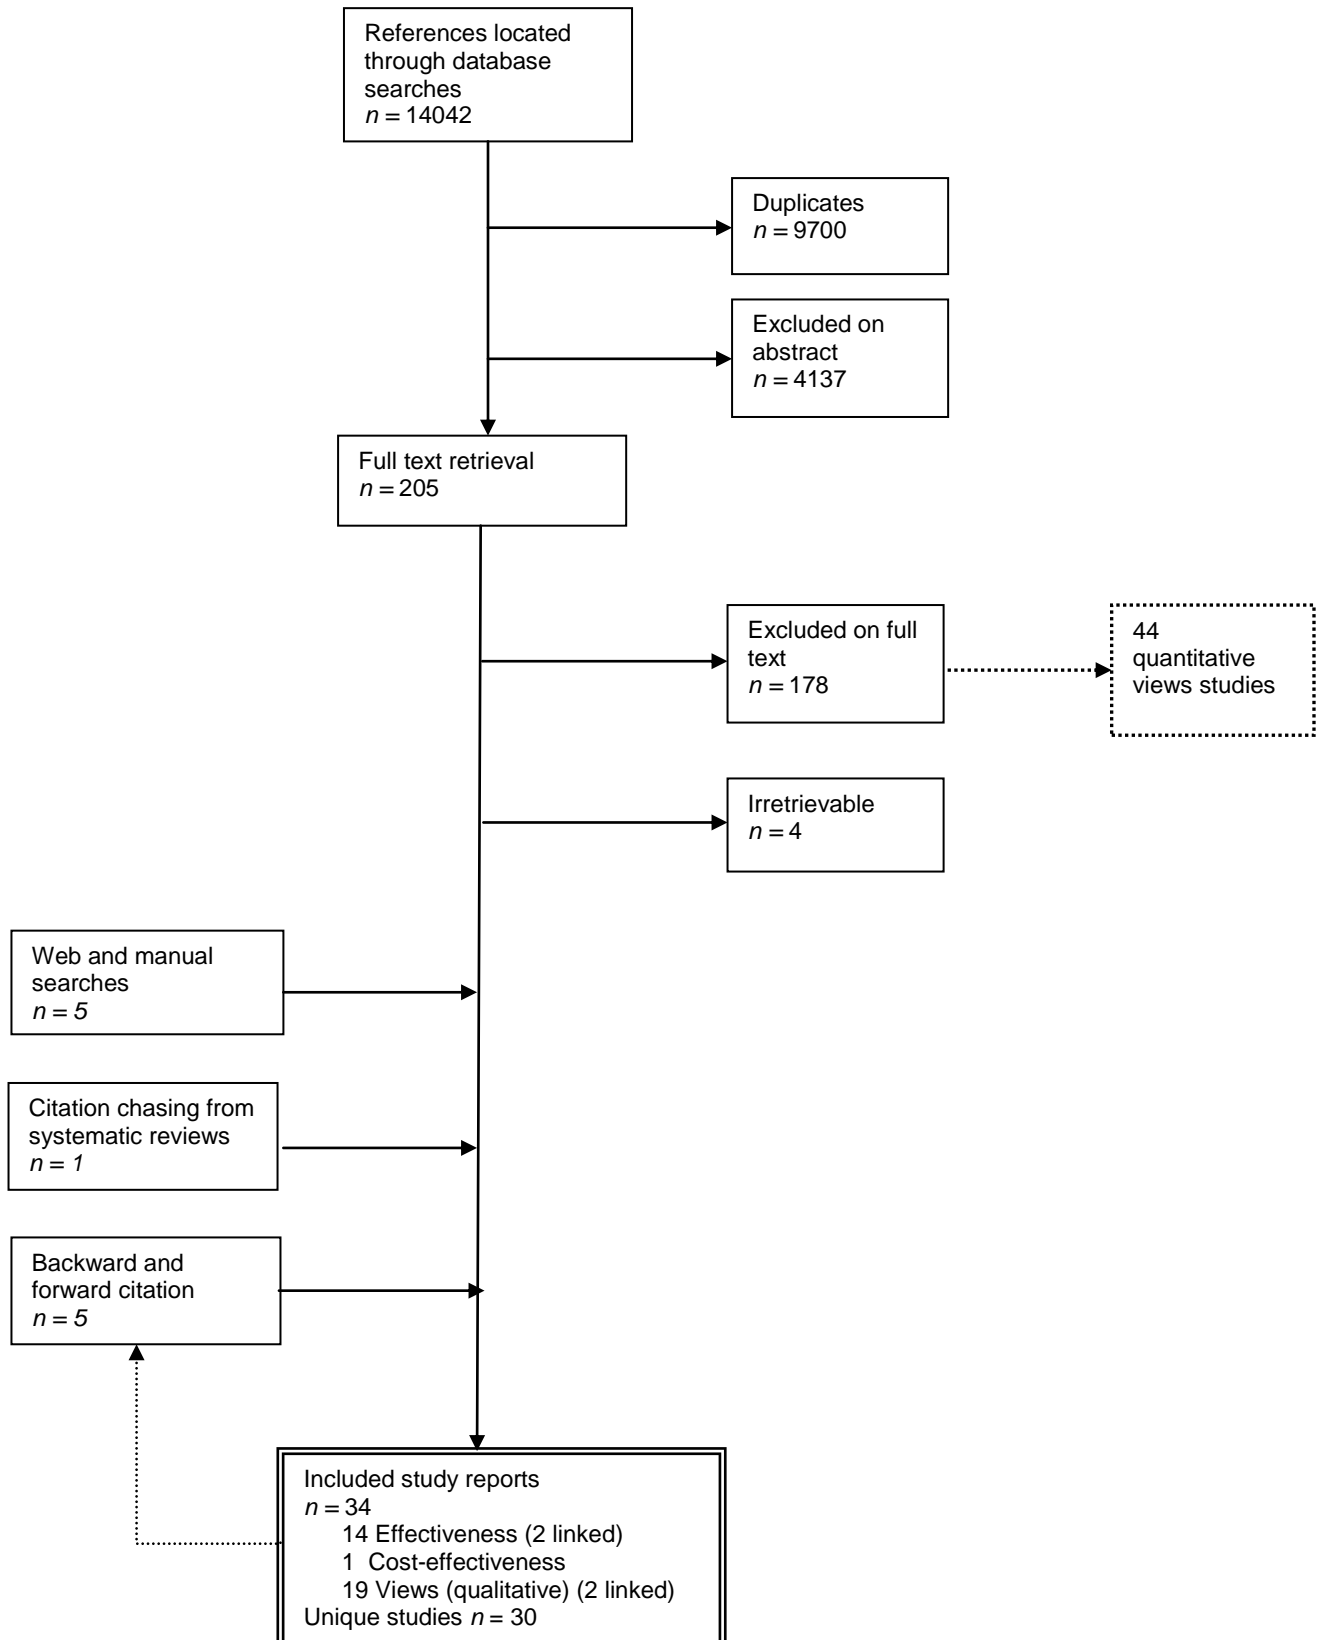 References located
through database
searches
n = 14042
Duplicates
n = 9700
Excluded on
abstract
n = 4137
Full text retrieval
n = 205
Excluded on full
text
n = 178
44
quantitative
views studies
Irretrievable
n = 4
Web and manual
searches
n = 5
Citation chasing from
systematic reviews
n = 1
Backward and
forward citation
n = 5
Included study reports
n = 34
14 Effectiveness (2 linked)
1 Cost-effectiveness
19 Views (qualitative) (2 linked)
Unique studies n = 30